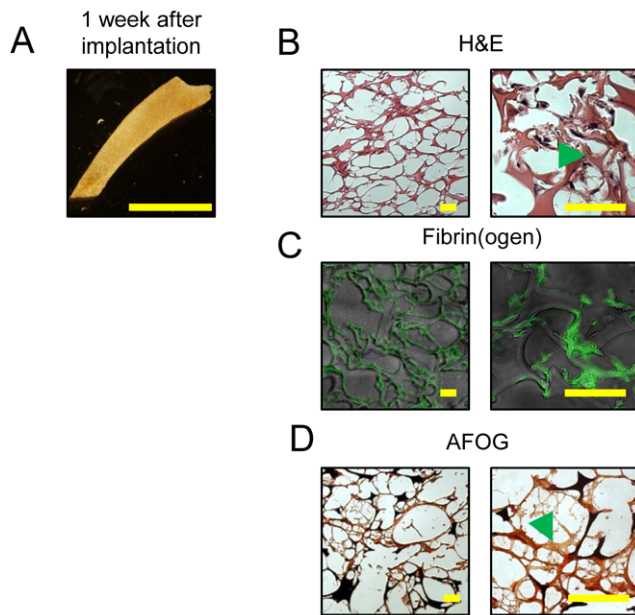 A
1 week after
implantation
B
H&E
C
Fibrin(ogen)
D
AFOG